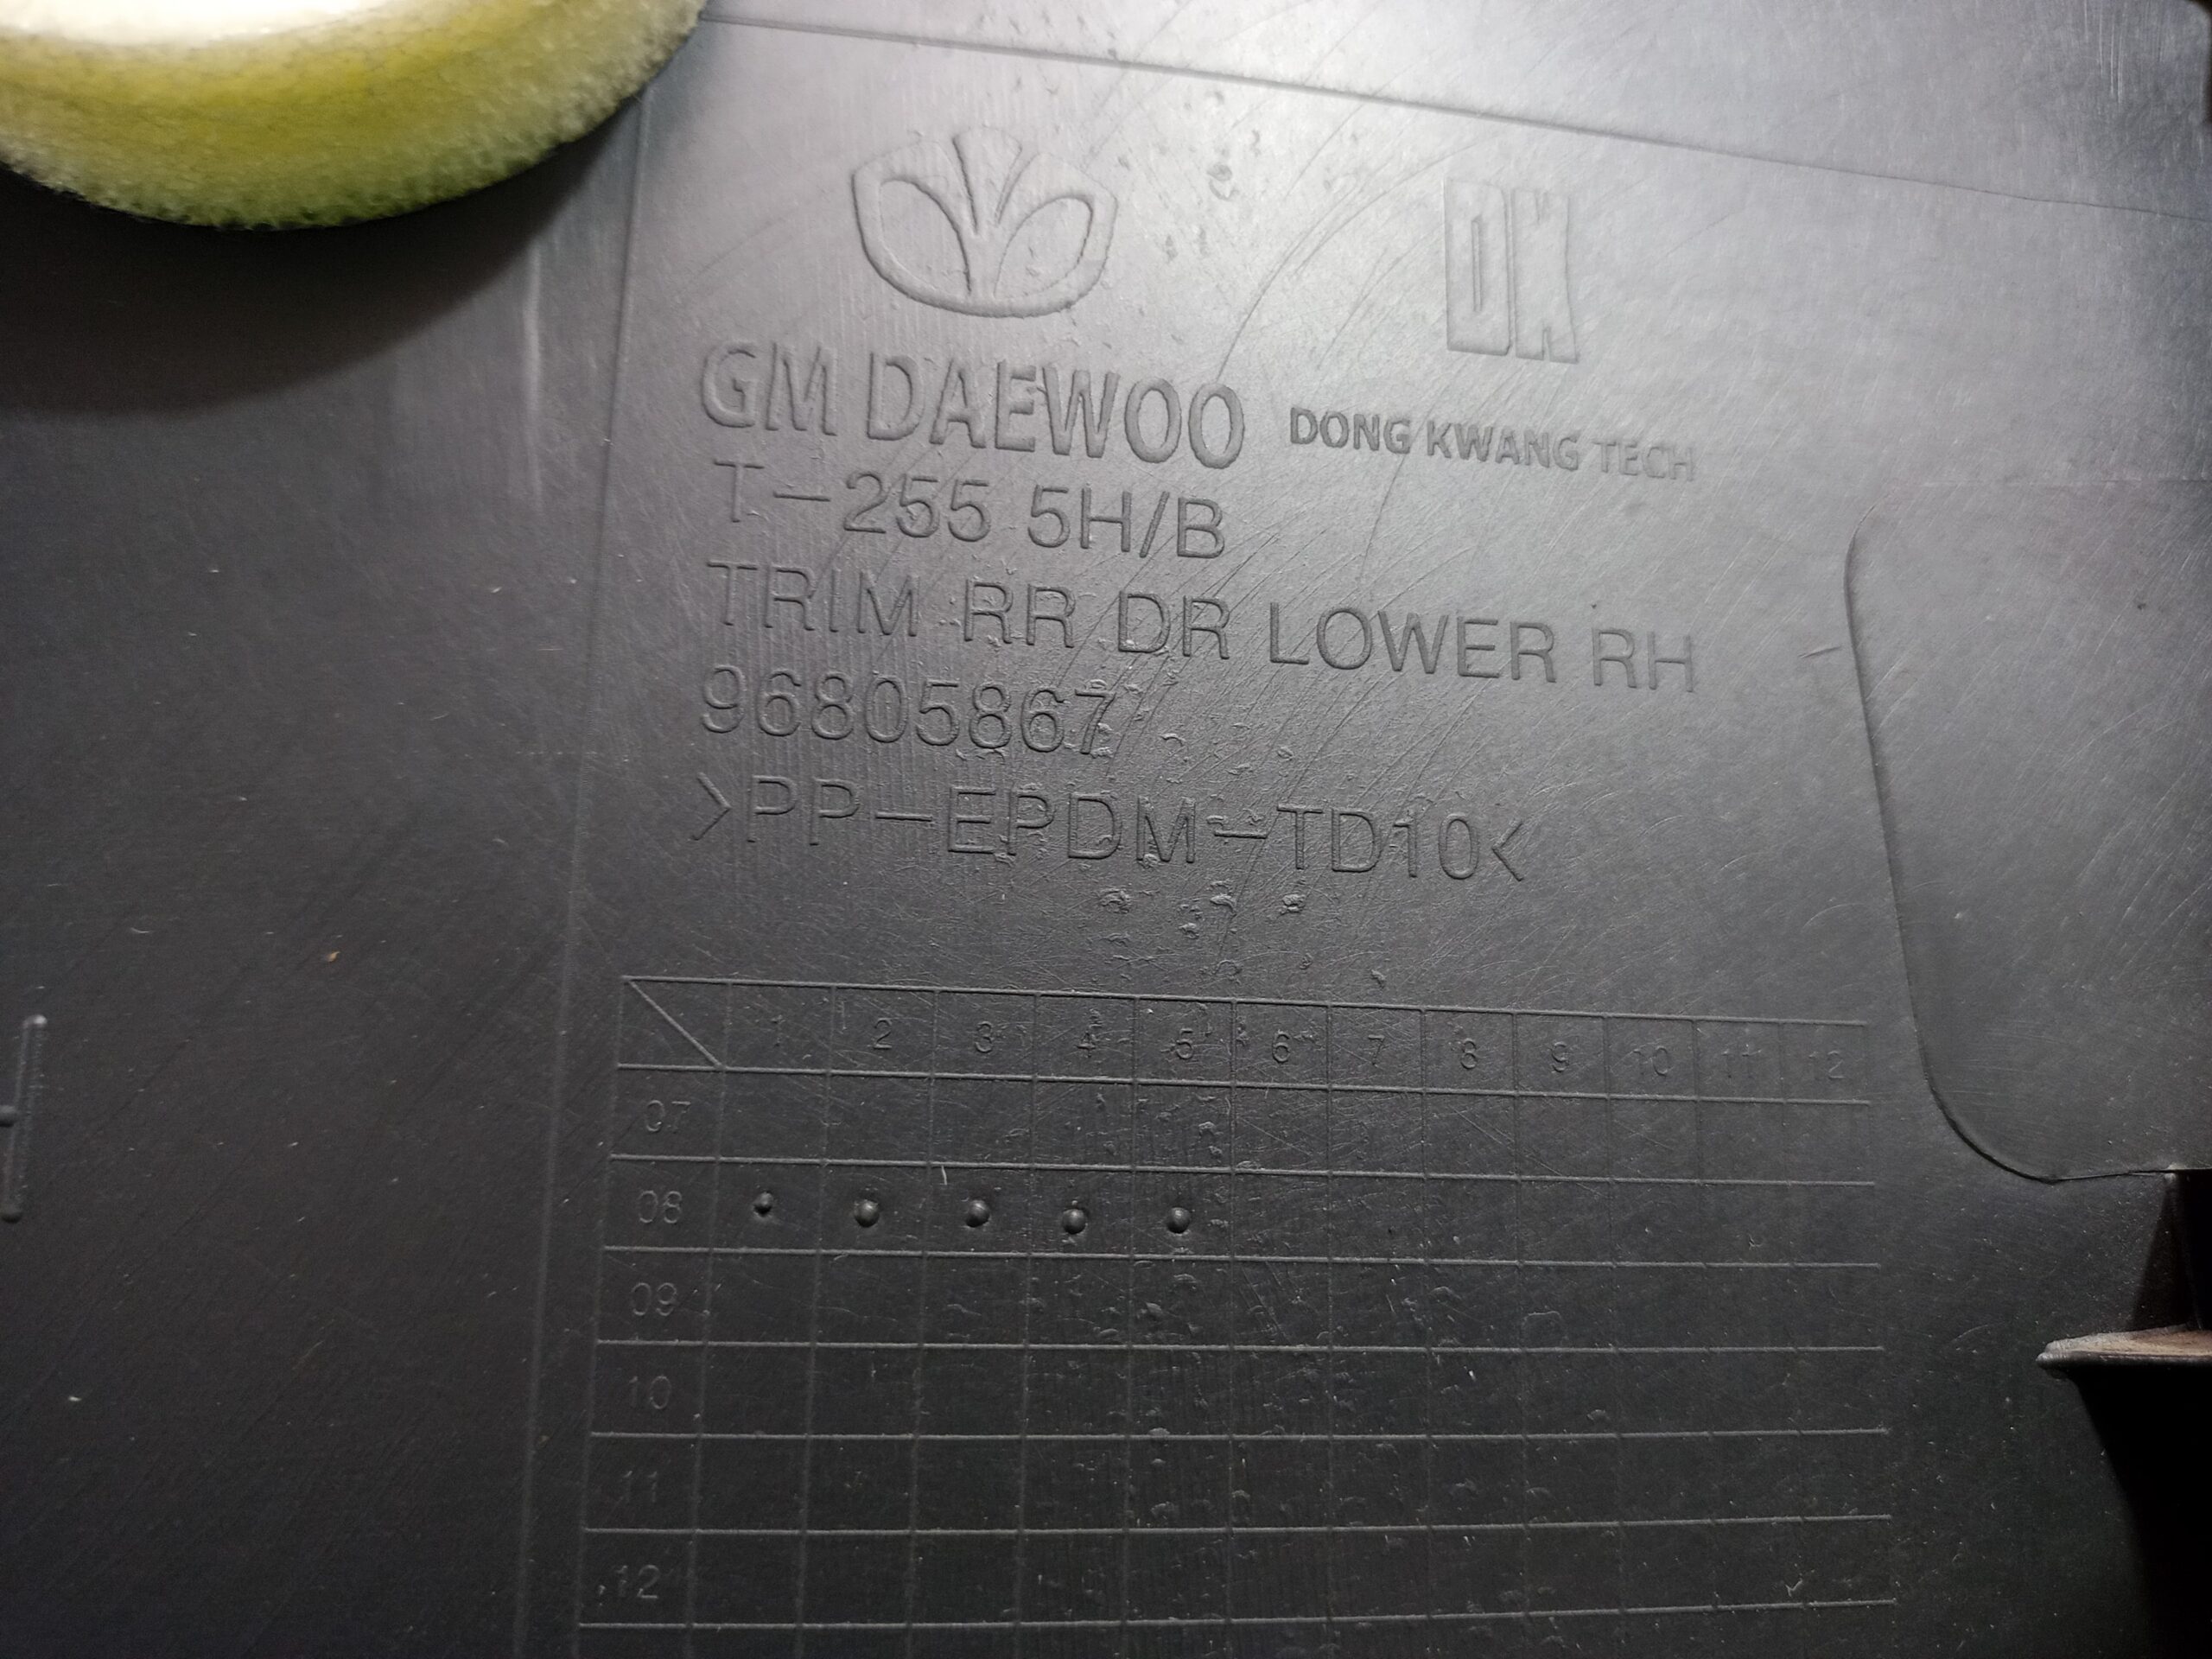 DK
GM DAEWOO
DONG KWANG TECH
T-255 5H/B
TRIM RR DR LOWER RH
96805867
>PP-EPDM-TD10<
1 2 3 4 5 6 7 8 9 10 11 12
07
08
09
10
11
12